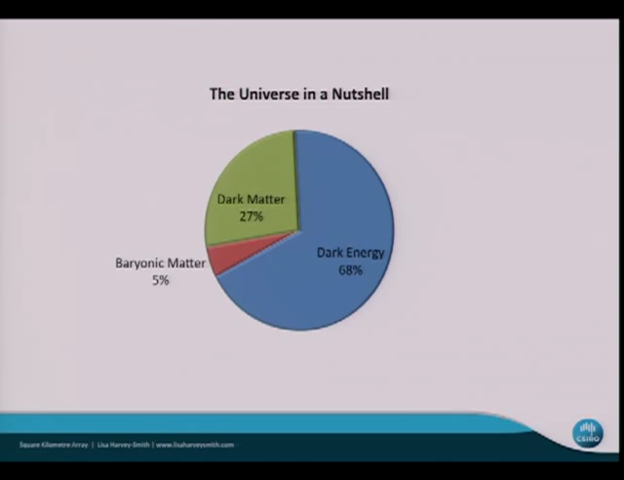 The Universe in a Nutshell
Dark Matter
27%
Dark Energy
68%
Baryonic Matter
5%
Square Kilometre Array | Lisa Harvey-Smith | www.lisaharveysmith.com
CSIRO